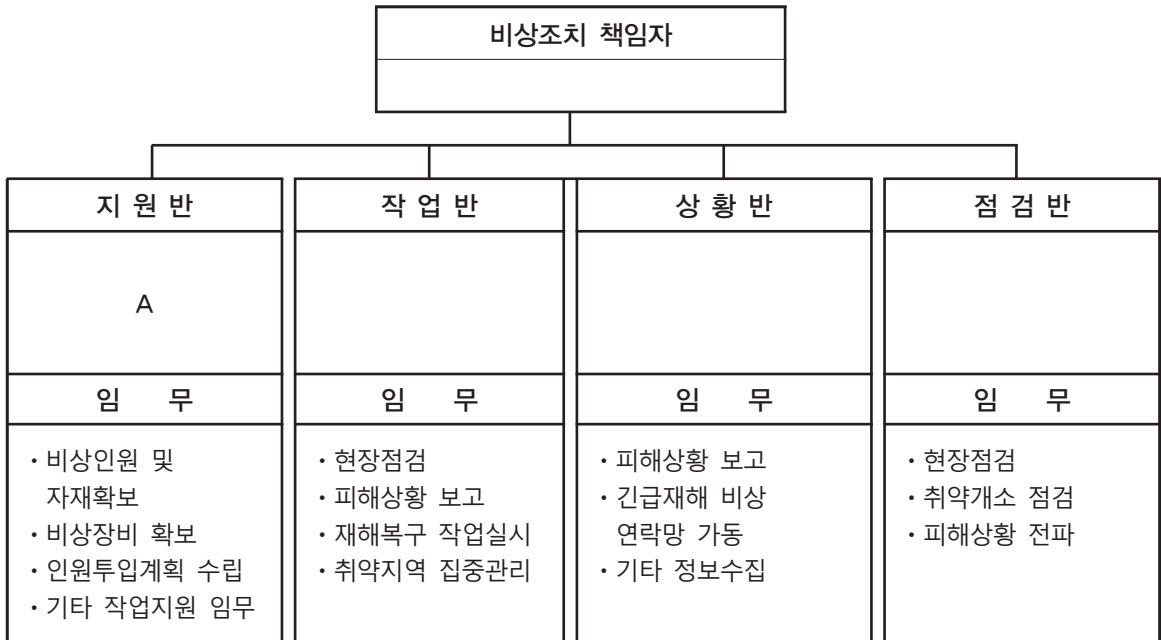 비상조치 책임자
지 원 반
작 업 반
상 황 반
점 검 반
A
임 무
임 무
임 무
임 무
・비상인원 및
자재확보
・비상장비 확보
・인원투입계획 수립
・기타 작업지원 임무
・현장점검
・피해상황 보고
・재해복구 작업실시
・취약지역 집중관리
・피해상황 보고
・긴급재해 비상
연락망 가동
・기타 정보수집
・현장점검
・취약개소 점검
・피해상황 전파